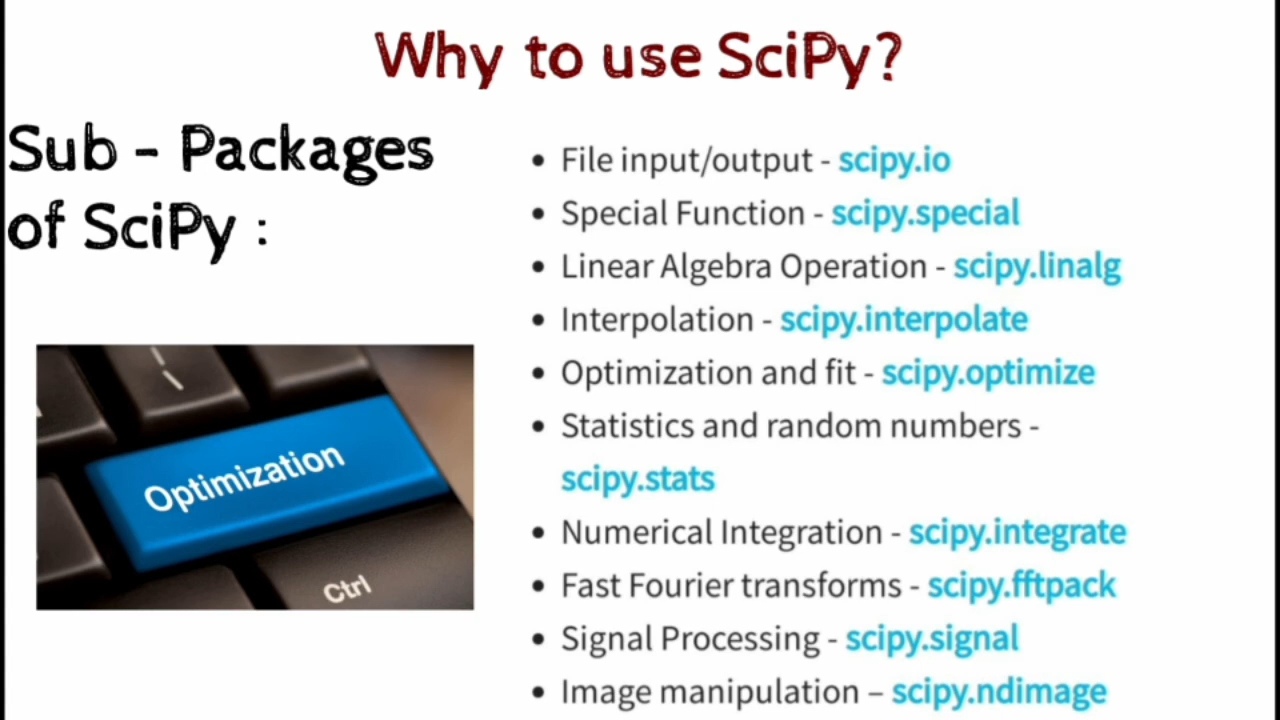 Why to use SciPy?
Sub - Packages
of SciPy :
• File input/output - scipy.io
• Special Function - scipy.special
• Linear Algebra Operation - scipy.linalg
• Interpolation - scipy.interpolate
• Optimization and fit - scipy.optimize
• Statistics and random numbers -
scipy.stats
• Numerical Integration - scipy.integrate
• Fast Fourier transforms - scipy.fftpack
• Signal Processing - scipy.signal
• Image manipulation – scipy.ndimage
Optimization
Ctrl